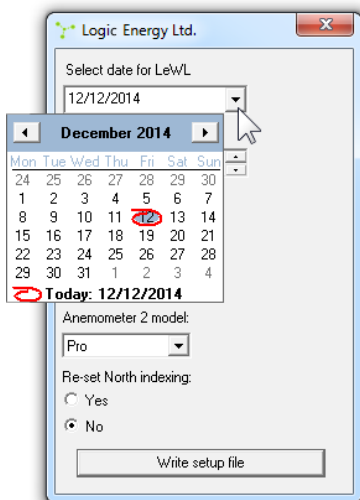 Logic Energy Ltd.
Select date for LeWL
12/12/2014
December 2014
Mon Tue Wed Thu Fri Sat Sun
24 25 26 27 28 29 30
1 2 3 4 5 6 7
8 9 10 11 12 13 14
15 16 17 18 19 20 21
22 23 24 25 26 27 28
29 30 31 1 2 3 4
Today: 12/12/2014
Anemometer 2 model:
Pro
Re-set North indexing:
Yes
No
Write setup file